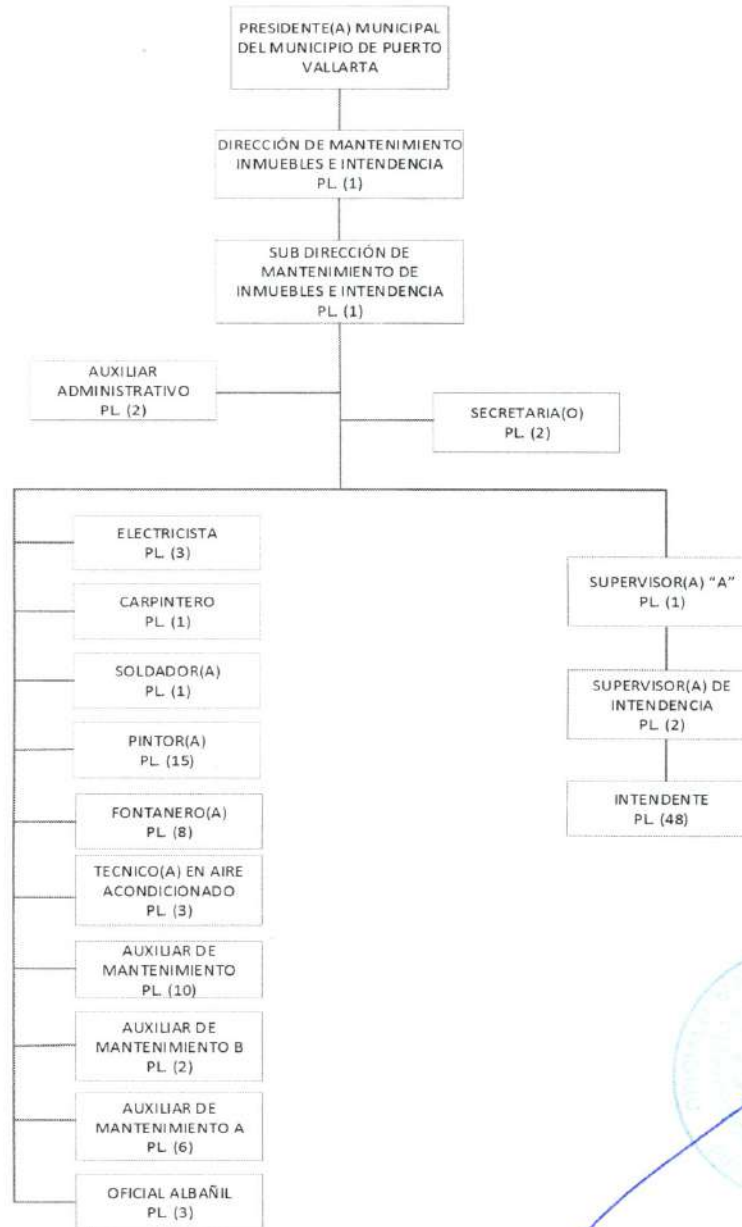 PRESIDENTE(A) MUNICIPAL
DEL MUNICIPIO DE PUERTO
VALLARTA
DIRECCIÓN DE MANTENIMIENTO
INMUEBLES E INTENDENCIA
PL. (1)
SUB DIRECCIÓN DE
MANTENIMIENTO DE
INMUEBLES E INTENDENCIA
PL. (1)
AUXILIAR
ADMINISTRATIVO
PL. (2)
SECRETARIA(O)
PL. (2)
ELECTRICISTA
PL. (3)
CARPINTERO
PL. (1)
SOLDADOR(A)
PL. (1)
PINTOR(A)
PL. (15)
FONTANERO(A)
PL. (8)
TECNICO(A) EN AIRE
ACONDICIONADO
PL. (3)
AUXILIAR DE
MANTENIMIENTO
PL. (10)
AUXILIAR DE
MANTENIMIENTO B
PL. (2)
AUXILIAR DE
MANTENIMIENTO A
PL. (6)
OFICIAL ALBAÑIL
PL. (3)
SUPERVISOR(A) “A”
PL. (1)
SUPERVISOR(A) DE
INTENDENCIA
PL. (2)
INTENDENTE
PL. (48)